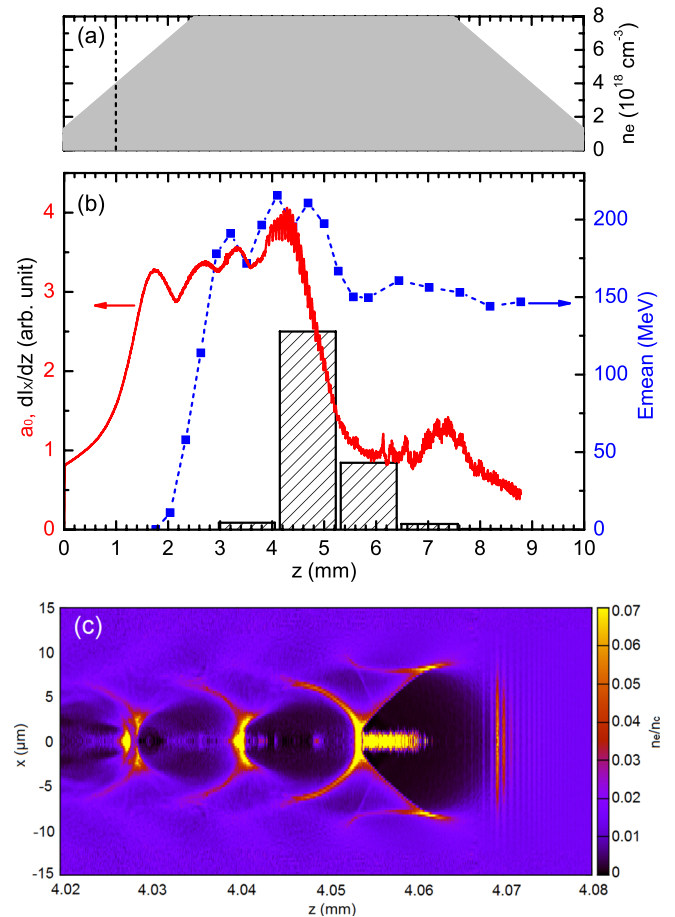 (a)
8
6
4
2
0
nₑ (10¹⁸ cm⁻³)
(b)
4
3
2
1
0
a₀, dIₓ/dz (arb. unit)
200
150
100
50
0
Emean (MeV)
0 1 2 3 4 5 6 7 8 9 10
z (mm)
(c)
15
10
5
0
-5
-10
-15
x (µm)
4.02 4.03 4.04 4.05 4.06 4.07 4.08
z (mm)
0.07
0.06
0.05
0.04
0.03
0.02
0.01
0
nₑ/n꜀